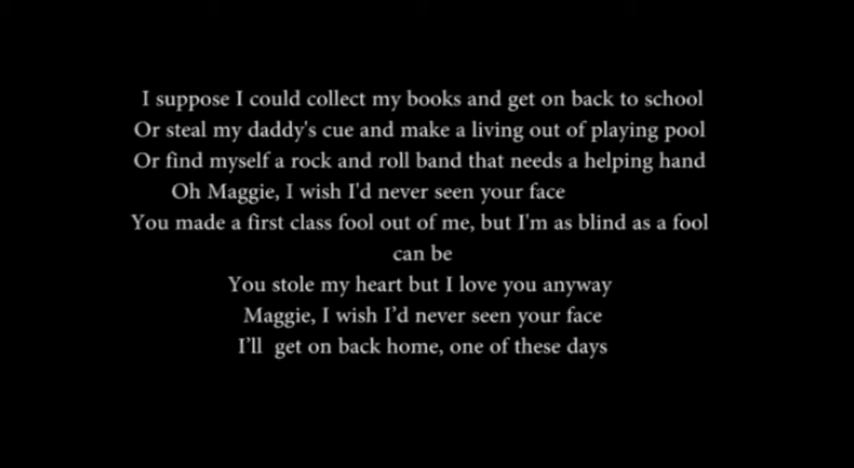 I suppose I could collect my books and get on back to school
Or steal my daddy's cue and make a living out of playing pool
Or find myself a rock and roll band that needs a helping hand
Oh Maggie, I wish I'd never seen your face
You made a first class fool out of me, but I'm as blind as a fool
can be
You stole my heart but I love you anyway
Maggie, I wish I’d never seen your face
I’ll  get on back home, one of these days